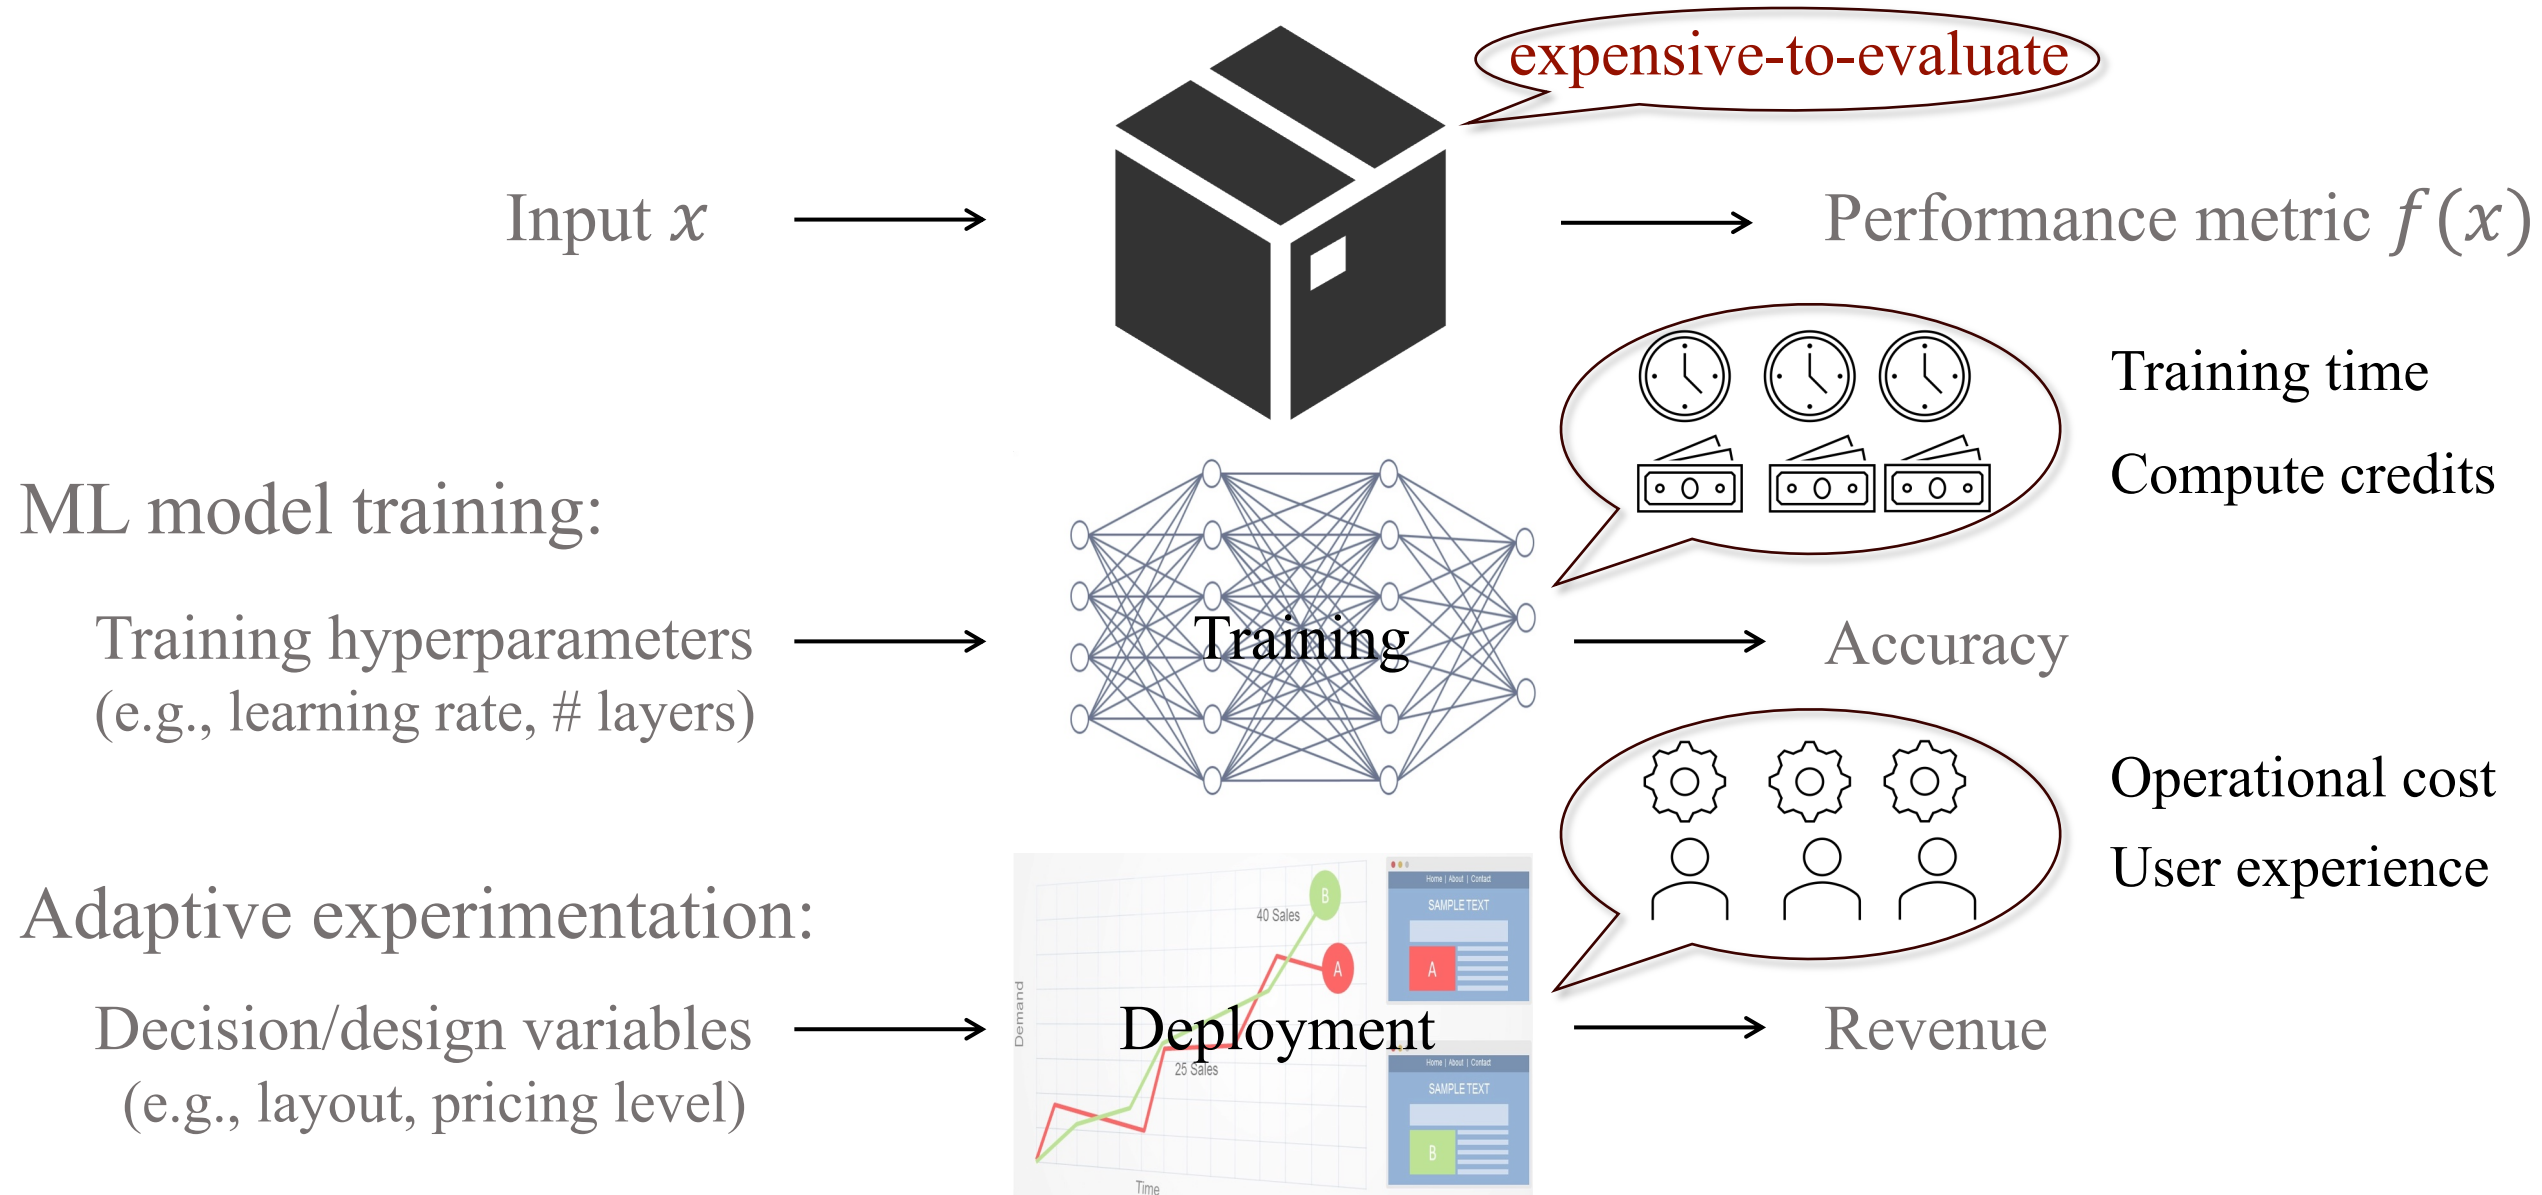 expensive-to-evaluate
Input x
Performance metric f(x)
Training time
Compute credits
ML model training:
Training hyperparameters
(e.g., learning rate, # layers)
Training
Accuracy
Operational cost
User experience
Adaptive experimentation:
Decision/design variables
(e.g., layout, pricing level)
Demand
40 Sales
B
A
25 Sales
Time
Deployment
Home | About | Contact
SAMPLE TEXT
A
Home | About | Contact
SAMPLE TEXT
B
Revenue